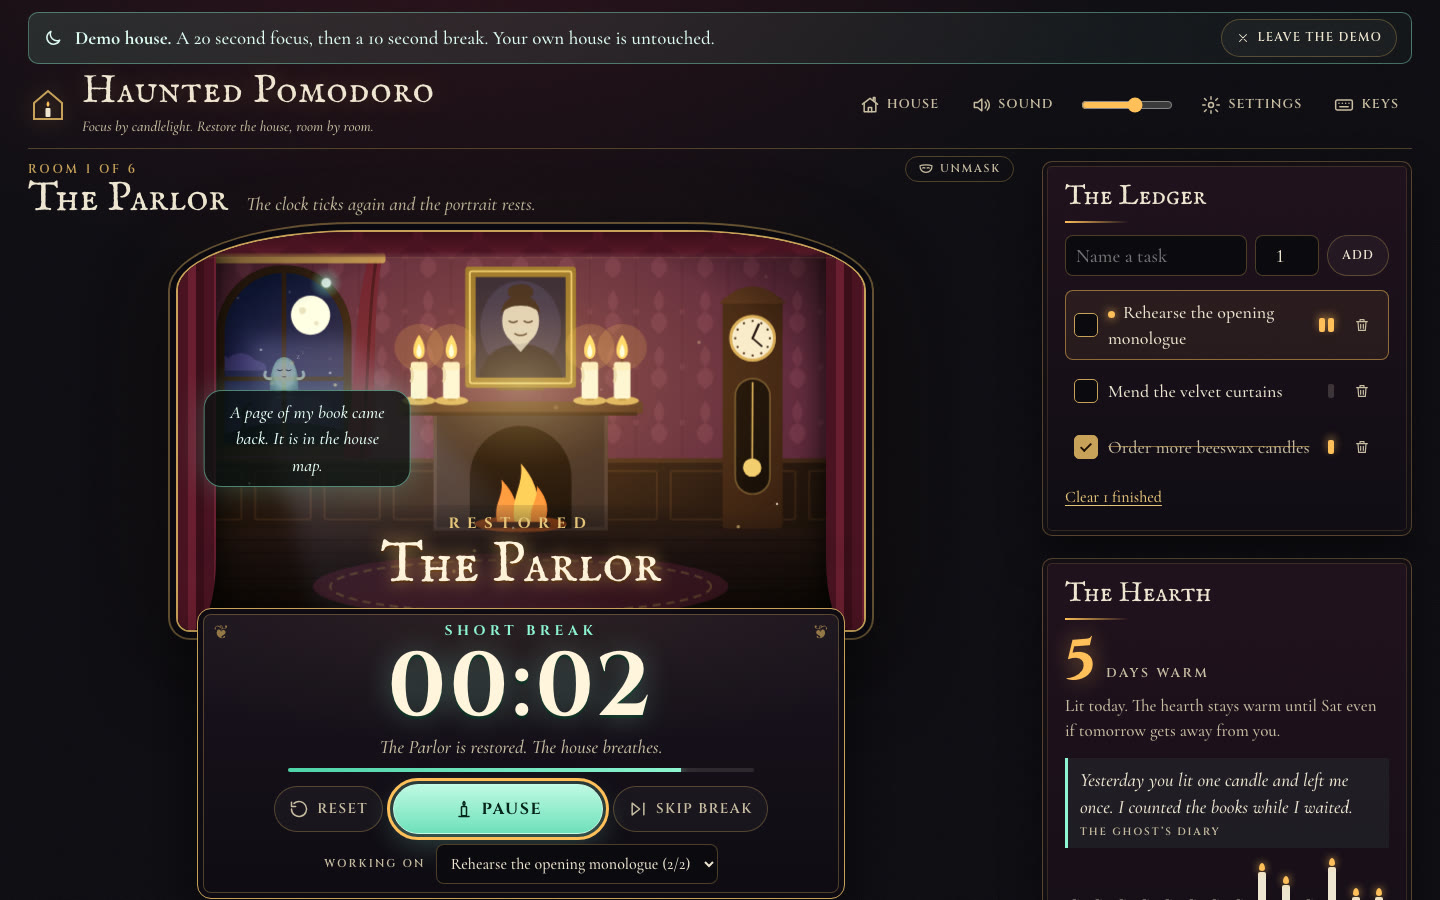 Demo house. A 20 second focus, then a 10 second break. Your own house is untouched.
LEAVE THE DEMO
Haunted Pomodoro
Focus by candlelight. Restore the house, room by room.
HOUSE
SOUND
SETTINGS
KEYS
ROOM 1 OF 6
The Parlor
The clock ticks again and the portrait rests.
UNMASK
A page of my book came
back. It is in the house
map.
RESTORED
The Parlor
SHORT BREAK
00:02
The Parlor is restored. The house breathes.
RESET
PAUSE
SKIP BREAK
WORKING ON
Rehearse the opening monologue (2/2)
The Ledger
Name a task
1
ADD
Rehearse the opening
monologue
Mend the velvet curtains
Order more beeswax candles
Clear 1 finished
The Hearth
5 DAYS WARM
Lit today. The hearth stays warm until Sat even
if tomorrow gets away from you.
Yesterday you lit one candle and left me
once. I counted the books while I waited.
THE GHOST'S DIARY